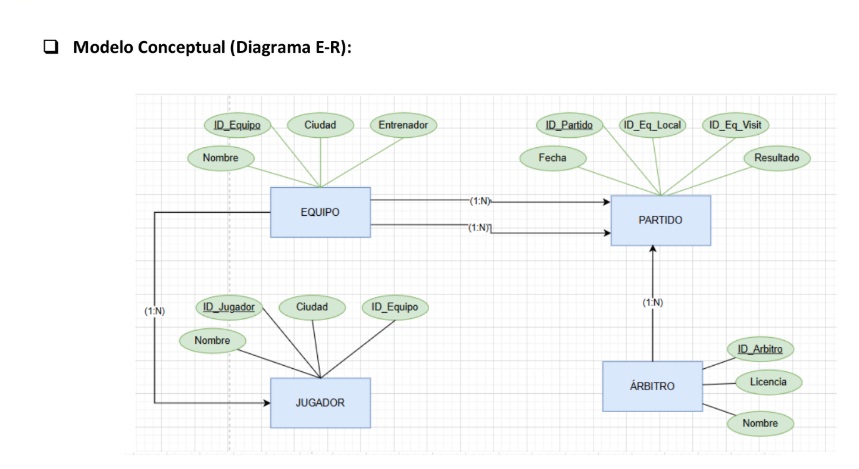 ❑ Modelo Conceptual (Diagrama E-R):
ID_Equipo Ciudad Entrenador
Nombre
EQUIPO
ID_Partido ID_Eq_Local ID_Eq_Visit
Fecha Resultado
PARTIDO
(1:N)
(1:N)
(1:N)
(1:N)
ID_Jugador Ciudad ID_Equipo
Nombre
JUGADOR
ID_Arbitro
Licencia
Nombre
ÁRBITRO